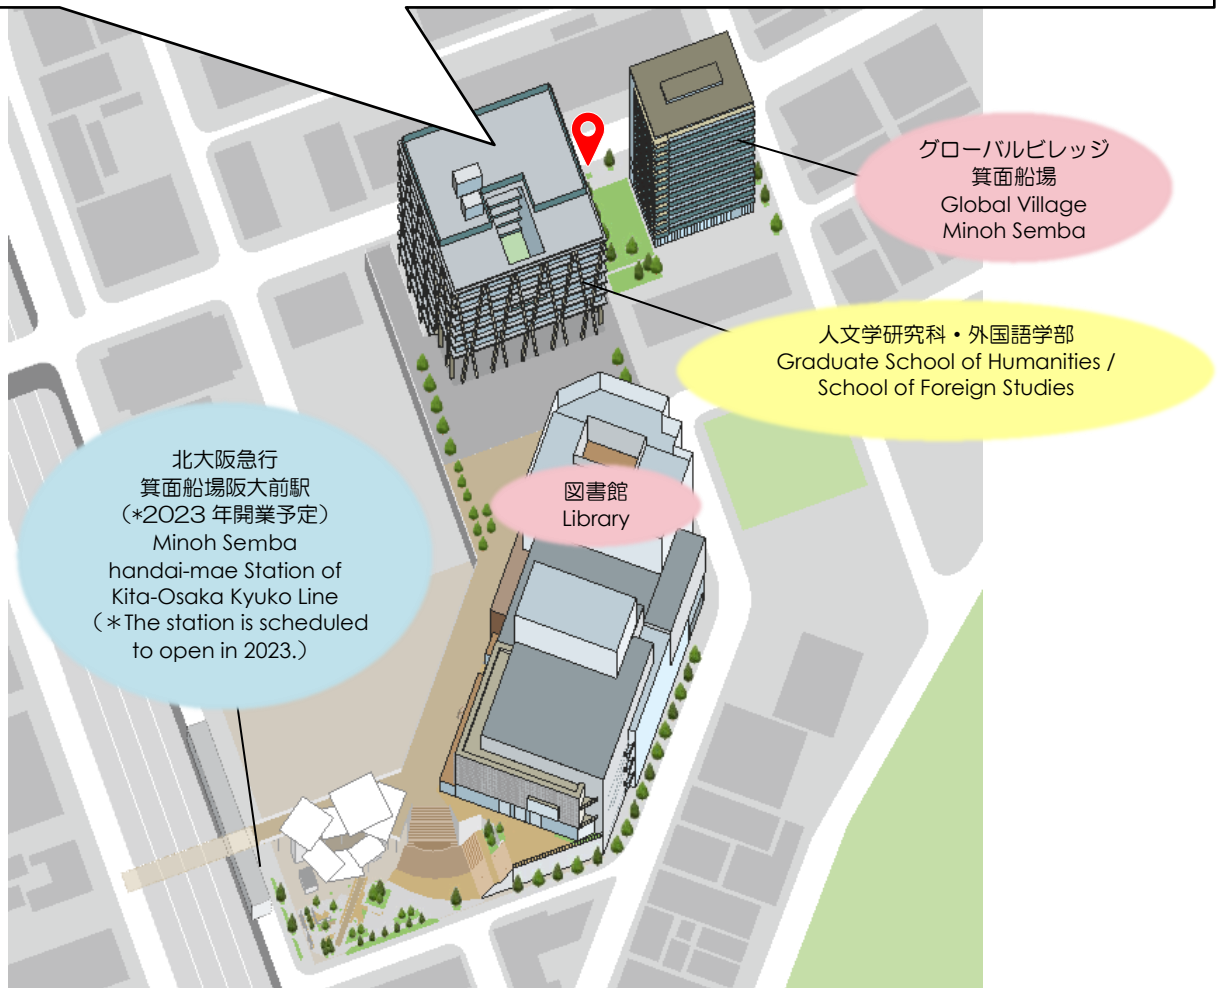 グローバルビレッジ
箕面船場
Global Village
Minoh Semba
人文学研究科・外国語学部
Graduate School of Humanities /
School of Foreign Studies
北大阪急行
箕面船場阪大前駅
（*2023 年開業予定）
Minoh Semba
handai-mae Station of
Kita-Osaka Kyuko Line
（＊The station is scheduled
to open in 2023.）
図書館
Library